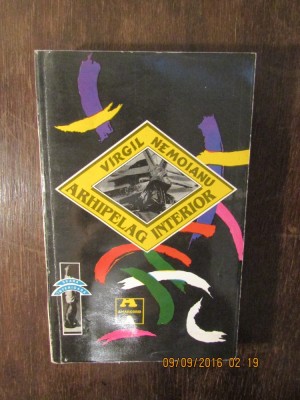 VIRGIL NEMOIANU
ARHIPELAG INTERIOR
A
09/09/2016 02 19